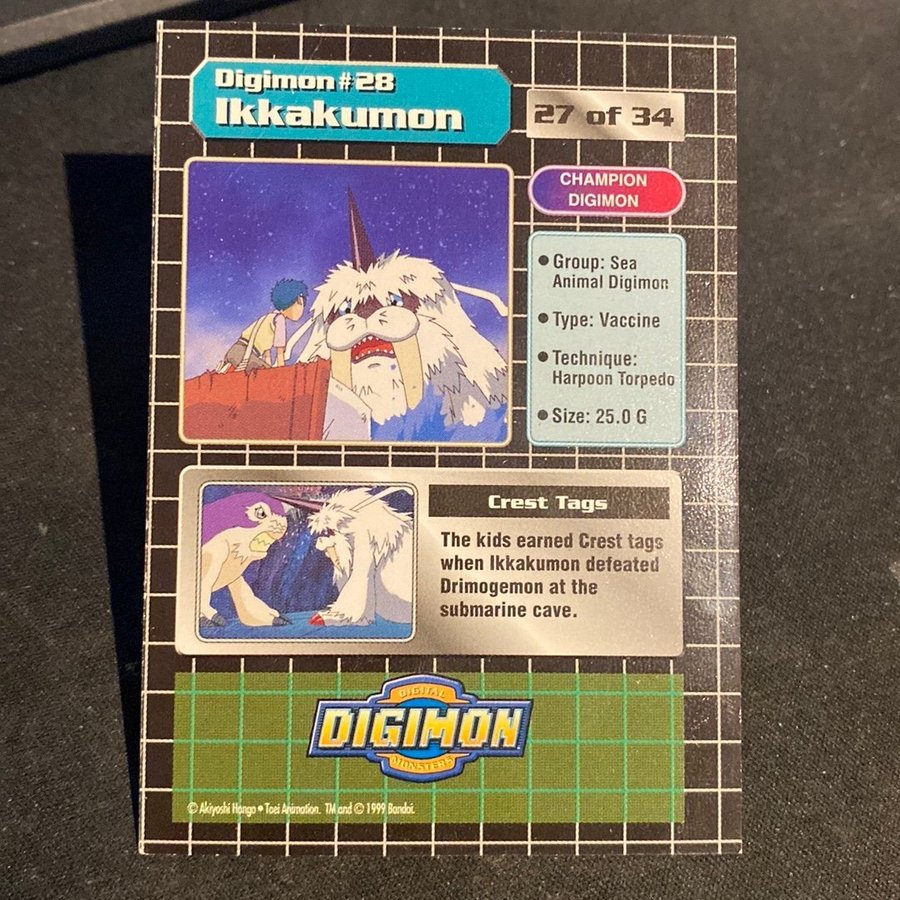 Digimon #28
Ikkakumon
27 of 34
CHAMPION
DIGIMON
• Group: Sea
Animal Digimon
• Type: Vaccine
• Technique:
Harpoon Torpedo
• Size: 25.0 G
Crest Tags
The kids earned Crest tags
when Ikkakumon defeated
Drimogemon at the
submarine cave.
DIGITAL
DIGIMON
MONSTERS
© Akiyoshi Hongo • Toei Animation. TM and © 1999 Bandai.